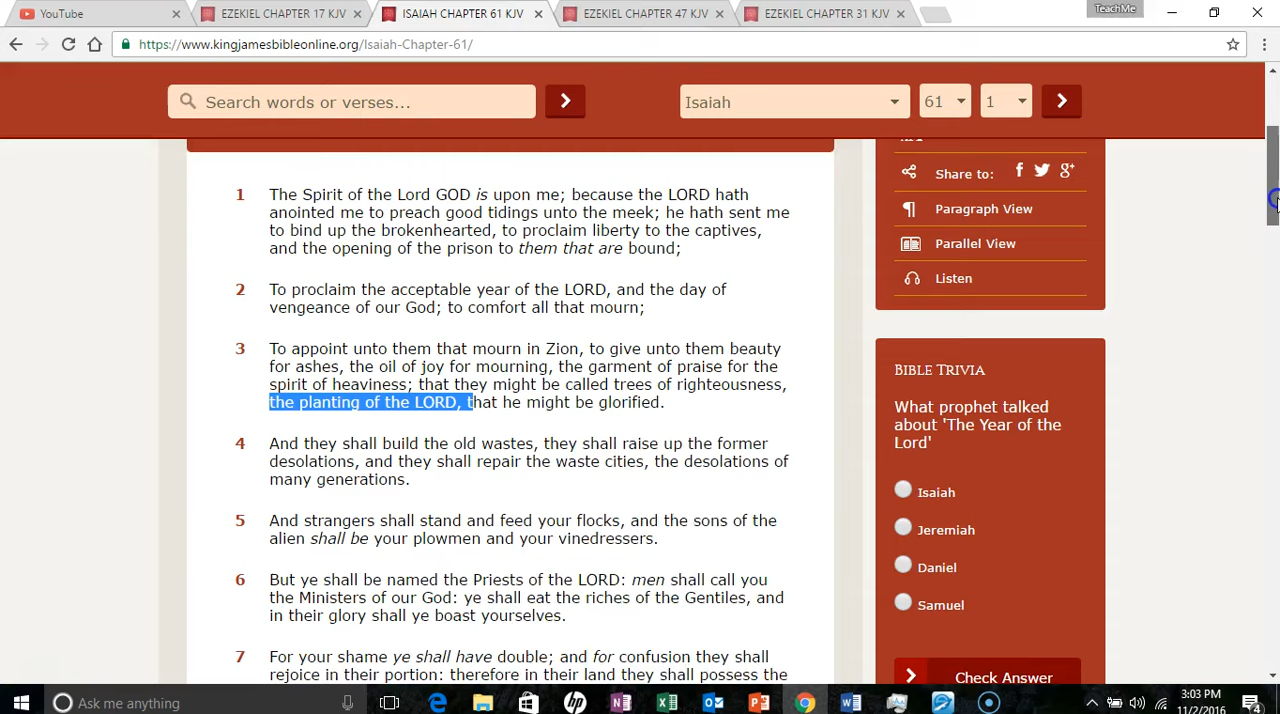 YouTube
EZEKIEL CHAPTER 17 KJV
ISAIAH CHAPTER 61 KJV
EZEKIEL CHAPTER 47 KJV
EZEKIEL CHAPTER 31 KJV
TeachMe
https://www.kingjamesbibleonline.org/Isaiah-Chapter-61/
Search words or verses...
Isaiah
61
1
1 The Spirit of the Lord GOD is upon me; because the LORD hath
anointed me to preach good tidings unto the meek; he hath sent me
to bind up the brokenhearted, to proclaim liberty to the captives,
and the opening of the prison to them that are bound;
2 To proclaim the acceptable year of the LORD, and the day of
vengeance of our God; to comfort all that mourn;
3 To appoint unto them that mourn in Zion, to give unto them beauty
for ashes, the oil of joy for mourning, the garment of praise for the
spirit of heaviness; that they might be called trees of righteousness,
the planting of the LORD, that he might be glorified.
4 And they shall build the old wastes, they shall raise up the former
desolations, and they shall repair the waste cities, the desolations of
many generations.
5 And strangers shall stand and feed your flocks, and the sons of the
alien shall be your plowmen and your vinedressers.
6 But ye shall be named the Priests of the LORD: men shall call you
the Ministers of our God: ye shall eat the riches of the Gentiles, and
in their glory shall ye boast yourselves.
7 For your shame ye shall have double; and for confusion they shall
rejoice in their portion: therefore in their land they shall possess the
Share to:
Paragraph View
Parallel View
Listen
BIBLE TRIVIA
What prophet talked
about 'The Year of the
Lord'
Isaiah
Jeremiah
Daniel
Samuel
Check Answer
Ask me anything
3:03 PM
11/2/2016
4